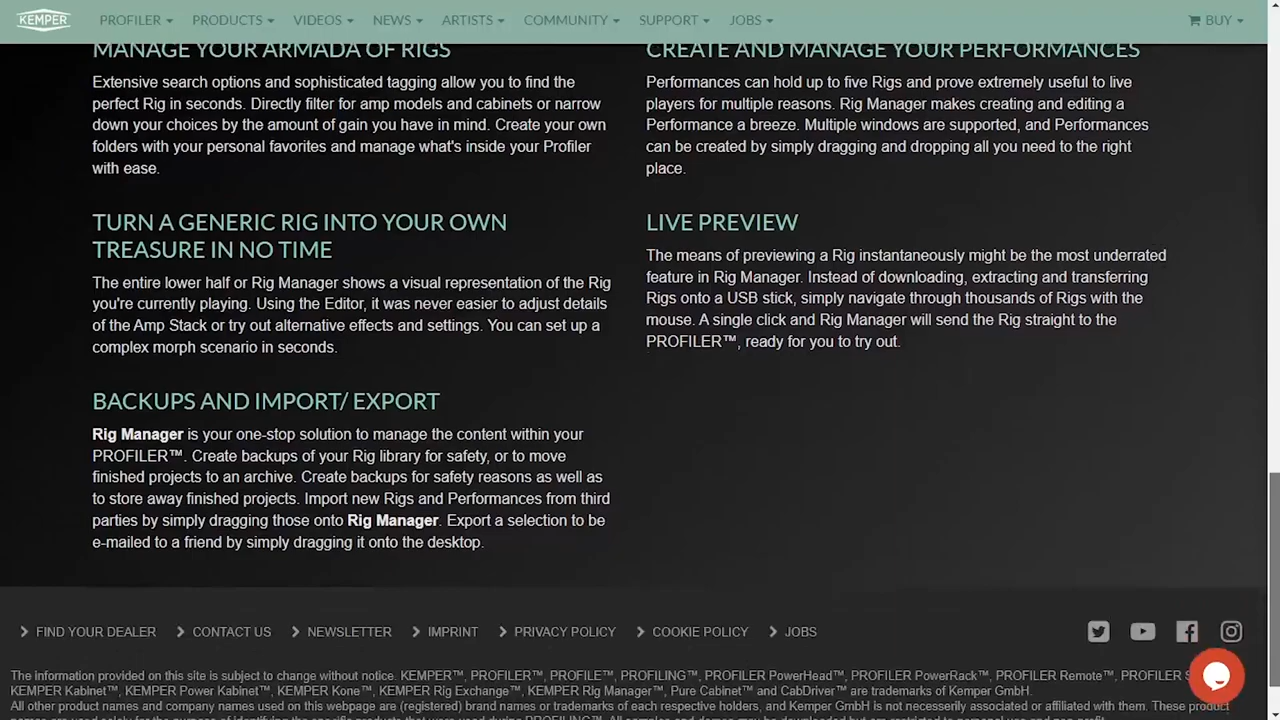 KEMPER PROFILER PRODUCTS VIDEOS NEWS ARTISTS COMMUNITY SUPPORT JOBS BUY
MANAGE YOUR ARMADA OF RIGS
Extensive search options and sophisticated tagging allow you to find the
perfect Rig in seconds. Directly filter for amp models and cabinets or narrow
down your choices by the amount of gain you have in mind. Create your own
folders with your personal favorites and manage what's inside your Profiler
with ease.
CREATE AND MANAGE YOUR PERFORMANCES
Performances can hold up to five Rigs and prove extremely useful to live
players for multiple reasons. Rig Manager makes creating and editing a
Performance a breeze. Multiple windows are supported, and Performances
can be created by simply dragging and dropping all you need to the right
place.
TURN A GENERIC RIG INTO YOUR OWN
TREASURE IN NO TIME
The entire lower half or Rig Manager shows a visual representation of the Rig
you're currently playing. Using the Editor, it was never easier to adjust details
of the Amp Stack or try out alternative effects and settings. You can set up a
complex morph scenario in seconds.
LIVE PREVIEW
The means of previewing a Rig instantaneously might be the most underrated
feature in Rig Manager. Instead of downloading, extracting and transferring
Rigs onto a USB stick, simply navigate through thousands of Rigs with the
mouse. A single click and Rig Manager will send the Rig straight to the
PROFILER™, ready for you to try out.
BACKUPS AND IMPORT/ EXPORT
Rig Manager is your one-stop solution to manage the content within your
PROFILER™. Create backups of your Rig library for safety, or to move
finished projects to an archive. Create backups for safety reasons as well as
to store away finished projects. Import new Rigs and Performances from third
parties by simply dragging those onto Rig Manager. Export a selection to be
e-mailed to a friend by simply dragging it onto the desktop.
FIND YOUR DEALER CONTACT US NEWSLETTER IMPRINT PRIVACY POLICY COOKIE POLICY JOBS
The information provided on this site is subject to change without notice. KEMPER™, PROFILER™, PROFILE™, PROFILING™, PROFILER PowerHead™, PROFILER PowerRack™, PROFILER Remote™, PROFILER
KEMPER Kabinet™, KEMPER Power Kabinet™, KEMPER Kone™, KEMPER Rig Exchange™, KEMPER RIg Manager™, Pure Cabinet™ and CabDriver™ are trademarks of Kemper GmbH.
All other product names and company names used on this webpage are (registered) brand names or trademarks of each respective holders, and Kemper GmbH is not necesserily associated or affiliated with them. These product